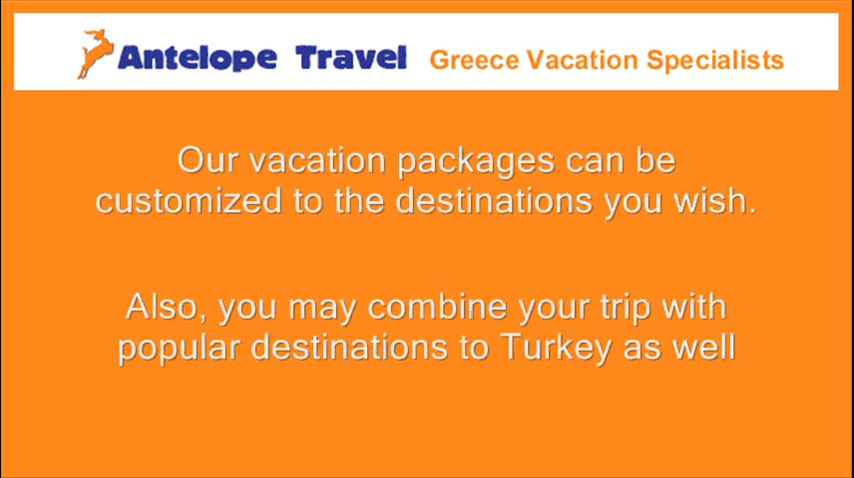 Antelope Travel Greece Vacation Specialists
Our vacation packages can be
customized to the destinations you wish.
Also, you may combine your trip with
popular destinations to Turkey as well